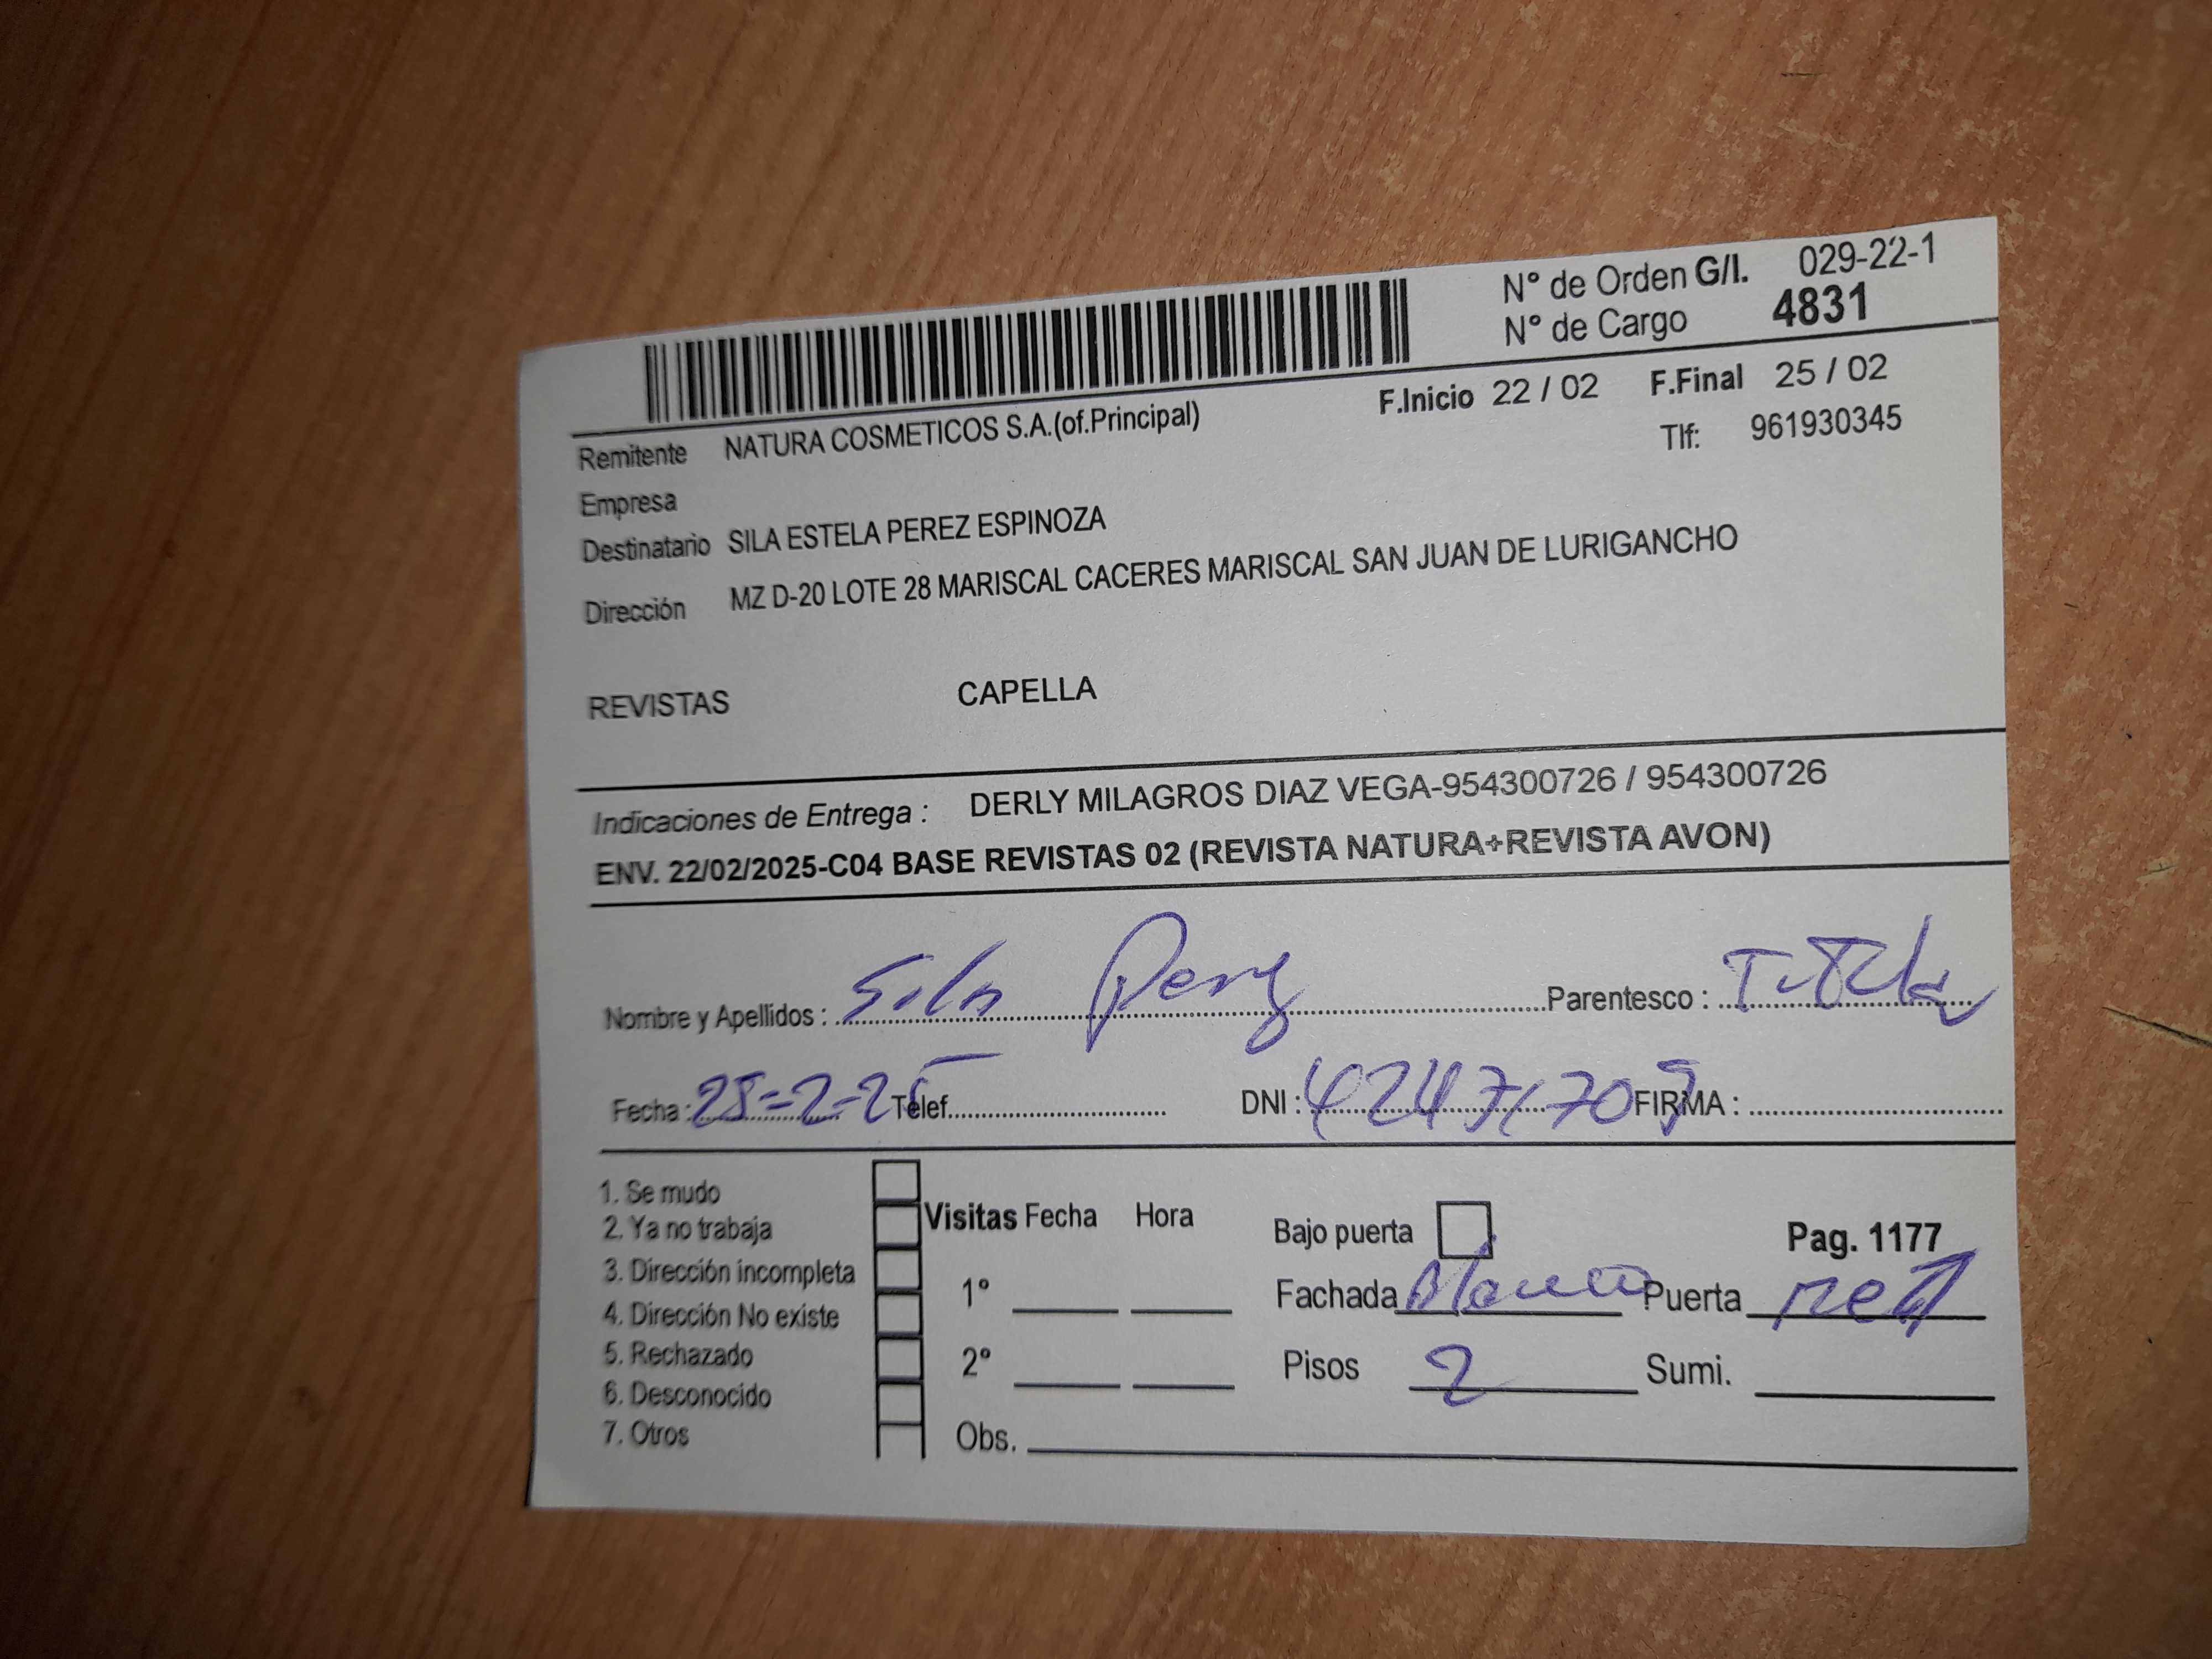 N° de Orden G/I. 029-22-1
N° de Cargo 4831
F.Inicio 22 / 02 F.Final 25 / 02
Remitente NATURA COSMETICOS S.A.(of.Principal) Tlf: 961930345
Empresa
Destinatario SILA ESTELA PEREZ ESPINOZA
Dirección MZ D-20 LOTE 28 MARISCAL CACERES MARISCAL SAN JUAN DE LURIGANCHO
REVISTAS CAPELLA
Indicaciones de Entrega : DERLY MILAGROS DIAZ VEGA-954300726 / 954300726
ENV. 22/02/2025-C04 BASE REVISTAS 02 (REVISTA NATURA+REVISTA AVON)
Nombre y Apellidos : Sila Perez Parentesco : Titular
Fecha : Telef. DNI : FIRMA :
1. Se mudo
2. Ya no trabaja Visitas Fecha Hora Bajo puerta Pag. 1177
3. Dirección incompleta
4. Dirección No existe 1° Fachada Blanco Puerta
5. Rechazado 2° Pisos 2 Sumi.
6. Desconocido
7. Otros Obs.